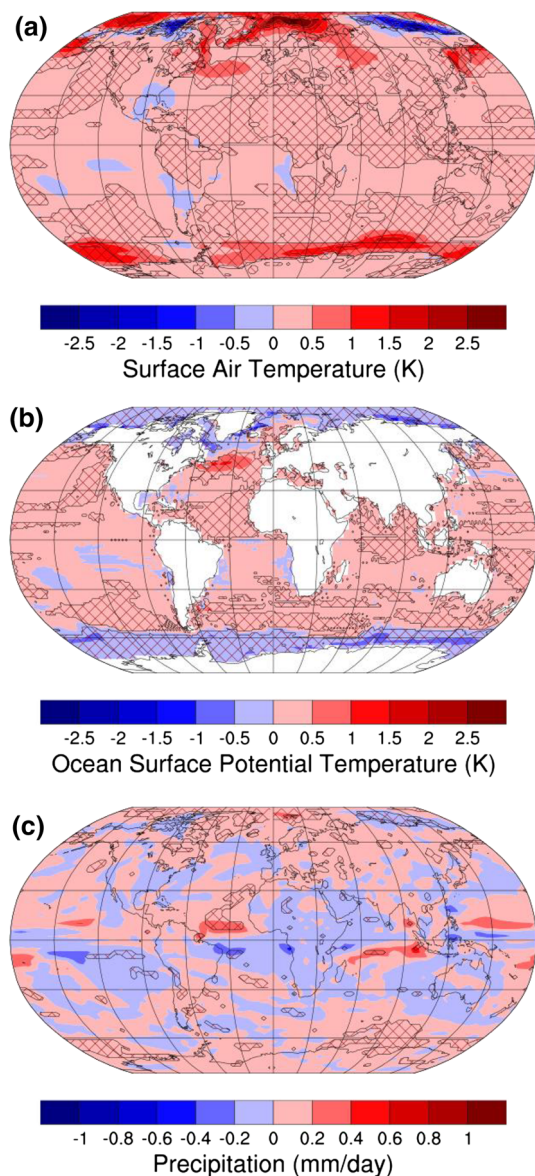 (a)
-2.5 -2 -1.5 -1 -0.5 0 0.5 1 1.5 2 2.5
Surface Air Temperature (K)
(b)
-2.5 -2 -1.5 -1 -0.5 0 0.5 1 1.5 2 2.5
Ocean Surface Potential Temperature (K)
(c)
-1 -0.8 -0.6 -0.4 -0.2 0 0.2 0.4 0.6 0.8 1
Precipitation (mm/day)